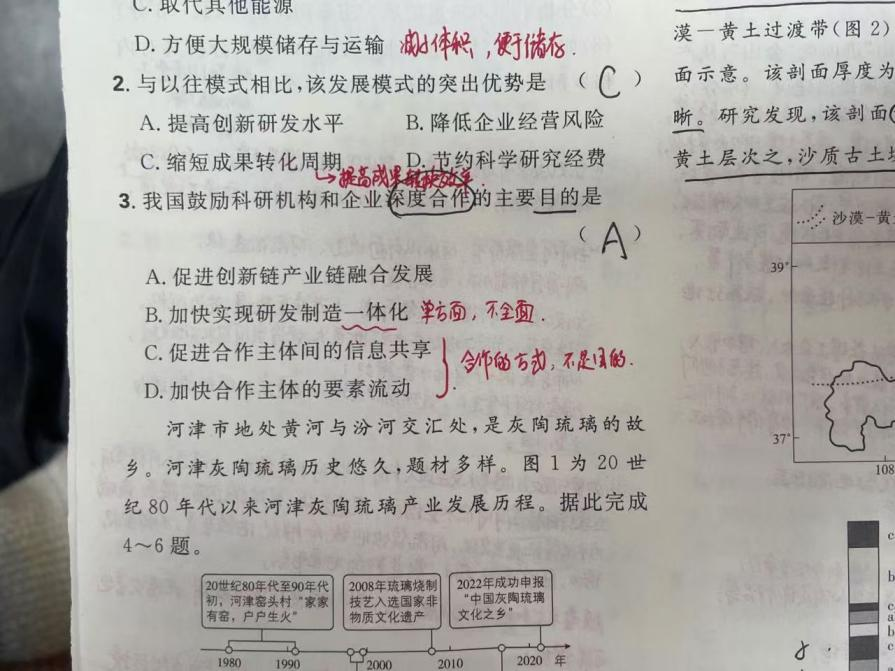 C. 取代其他能源
D. 方便大规模储存与运输 减小体积，便于储存.
2. 与以往模式相比,该发展模式的突出优势是 ( C )
A. 提高创新研发水平 B. 降低企业经营风险
C. 缩短成果转化周期 D. 节约科学研究经费
提高成果转换效率.
3. 我国鼓励科研机构和企业深度合作的主要目的是
( A )
A. 促进创新链产业链融合发展
B. 加快实现研发制造一体化 单方面，不全面.
C. 促进合作主体间的信息共享
合作的方式，不是目的.
D. 加快合作主体的要素流动
河津市地处黄河与汾河交汇处,是灰陶琉璃的故
乡。河津灰陶琉璃历史悠久,题材多样。图1为20世
纪80年代以来河津灰陶琉璃产业发展历程。据此完成
4～6题。
20世纪80年代至90年代
初，河津窑头村“家家
有窑，户户生火”
2008年琉璃烧制
技艺入选国家非
物质文化遗产
2022年成功申报
“中国灰陶琉璃
文化之乡”
1980 1990 2000 2010 2020 年
漠－黄土过渡带(图2)
面示意。该剖面厚度为
晰。研究发现,该剖面
黄土层次之,沙质古土壤
沙漠－黄土
39°
37°
108